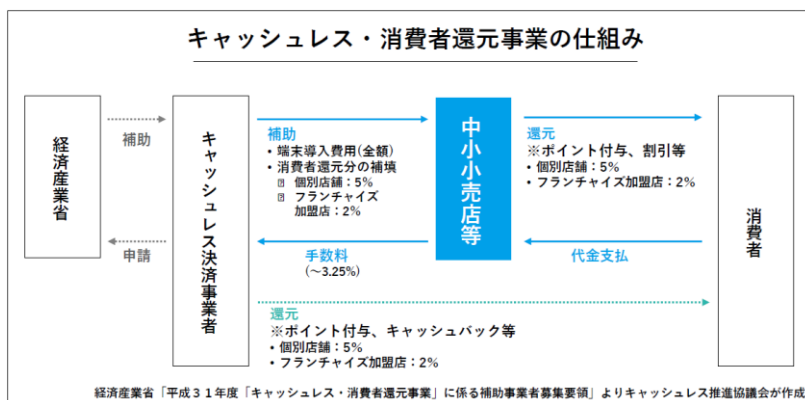 キャッシュレス・消費者還元事業の仕組み
経済産業省
補助
申請
キャッシュレス決済事業者
補助
• 端末導入費用(全額)
• 消費者還元分の補填
個別店舗：5%
フランチャイズ
加盟店：2%
手数料
(～3.25%)
中小小売店等
還元
※ポイント付与、割引等
• 個別店舗：5%
• フランチャイズ加盟店：2%
代金支払
消費者
還元
※ポイント付与、キャッシュバック等
• 個別店舗：5%
• フランチャイズ加盟店：2%
経済産業省「平成３１年度「キャッシュレス・消費者還元事業」に係る補助事業者募集要領」よりキャッシュレス推進協議会が作成